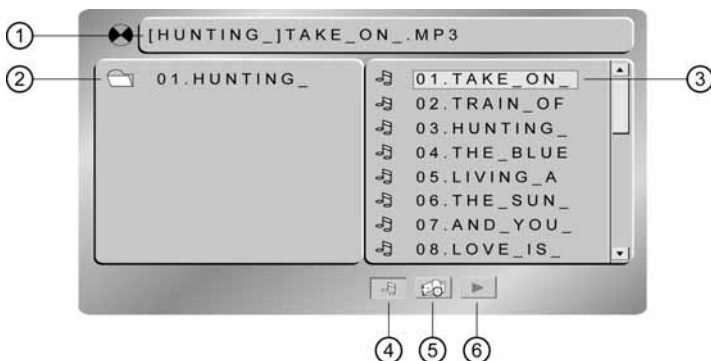 ① [HUNTING_]TAKE_ON_.MP3
② 01.HUNTING_
01.TAKE_ON_ ③
02.TRAIN_OF
03.HUNTING_
04.THE_BLUE
05.LIVING_A
06.THE_SUN_
07.AND_YOU_
08.LOVE_IS_
④ ⑤ ⑥